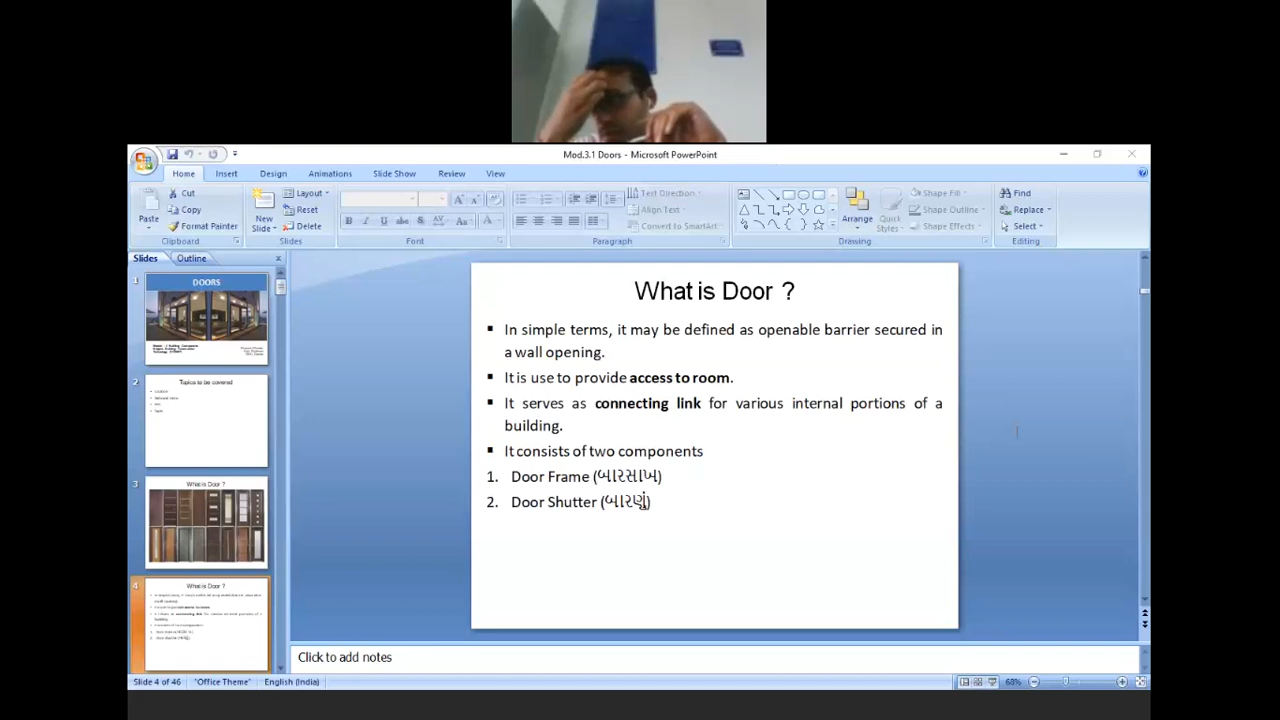 Mod.3.1 Doors - Microsoft PowerPoint
Home Insert Design Animations Slide Show Review View
Cut
Copy
Format Painter
Paste
Clipboard
New
Slide
Layout
Reset
Delete
Slides
Font
Text Direction
Align Text
Convert to SmartArt
Paragraph
Arrange
Quick
Styles
Shape Fill
Shape Outline
Shape Effects
Drawing
Find
Replace
Select
Editing
Slides Outline
1
DOORS
2
Topics to be covered
3
What is Door ?
4
What is Door ?
What is Door ?
▪ In simple terms, it may be defined as openable barrier secured in
a wall opening.
▪ It is use to provide access to room.
▪ It serves as connecting link for various internal portions of a
building.
▪ It consists of two components
1. Door Frame (બારસાખ)
2. Door Shutter (બારણું)
Click to add notes
Slide 4 of 46 "Office Theme" English (India) 68%